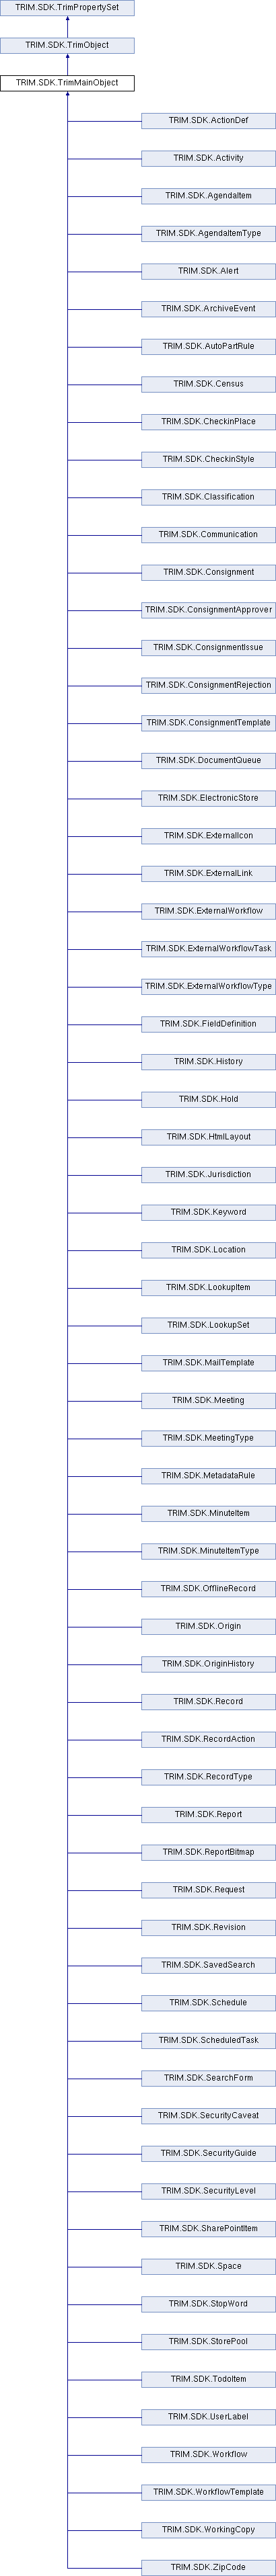 TRIM.SDK.TrimPropertySet
TRIM.SDK.TrimObject
TRIM.SDK.TrimMainObject
TRIM.SDK.ActionDef
TRIM.SDK.Activity
TRIM.SDK.AgendaItem
TRIM.SDK.AgendaItemType
TRIM.SDK.Alert
TRIM.SDK.ArchiveEvent
TRIM.SDK.AutoPartRule
TRIM.SDK.Census
TRIM.SDK.CheckinPlace
TRIM.SDK.CheckinStyle
TRIM.SDK.Classification
TRIM.SDK.Communication
TRIM.SDK.Consignment
TRIM.SDK.ConsignmentApprover
TRIM.SDK.ConsignmentIssue
TRIM.SDK.ConsignmentRejection
TRIM.SDK.ConsignmentTemplate
TRIM.SDK.DocumentQueue
TRIM.SDK.ElectronicStore
TRIM.SDK.ExternalIcon
TRIM.SDK.ExternalLink
TRIM.SDK.ExternalWorkflow
TRIM.SDK.ExternalWorkflowTask
TRIM.SDK.ExternalWorkflowType
TRIM.SDK.FieldDefinition
TRIM.SDK.History
TRIM.SDK.Hold
TRIM.SDK.HtmlLayout
TRIM.SDK.Jurisdiction
TRIM.SDK.Keyword
TRIM.SDK.Location
TRIM.SDK.LookupItem
TRIM.SDK.LookupSet
TRIM.SDK.MailTemplate
TRIM.SDK.Meeting
TRIM.SDK.MeetingType
TRIM.SDK.MetadataRule
TRIM.SDK.MinuteItem
TRIM.SDK.MinuteItemType
TRIM.SDK.OfflineRecord
TRIM.SDK.Origin
TRIM.SDK.OriginHistory
TRIM.SDK.Record
TRIM.SDK.RecordAction
TRIM.SDK.RecordType
TRIM.SDK.Report
TRIM.SDK.ReportBitmap
TRIM.SDK.Request
TRIM.SDK.Revision
TRIM.SDK.SavedSearch
TRIM.SDK.Schedule
TRIM.SDK.ScheduledTask
TRIM.SDK.SearchForm
TRIM.SDK.SecurityCaveat
TRIM.SDK.SecurityGuide
TRIM.SDK.SecurityLevel
TRIM.SDK.SharePointItem
TRIM.SDK.Space
TRIM.SDK.StopWord
TRIM.SDK.StorePool
TRIM.SDK.TodoItem
TRIM.SDK.UserLabel
TRIM.SDK.Workflow
TRIM.SDK.WorkflowTemplate
TRIM.SDK.WorkingCopy
TRIM.SDK.ZipCode